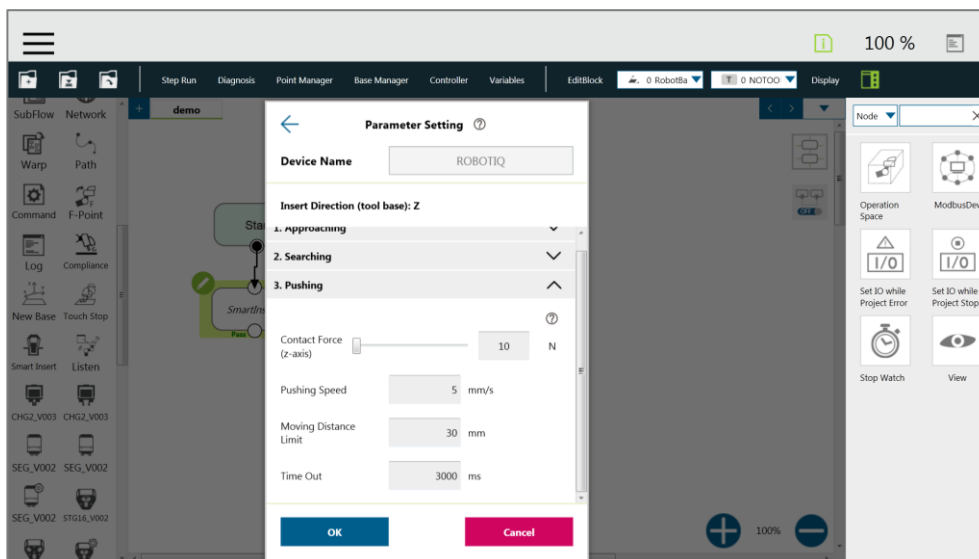 100 %
Step Run Diagnosis Point Manager Base Manager Controller Variables EditBlock 0 RobotBa T 0 NOTOO Display
SubFlow Network
+ demo
Warp Path
Command F-Point
Log Compliance
New Base Touch Stop
Smart Insert Listen
CHG2_V003 CHG2_V003
SEG_V002 SEG_V002
SEG_V002 STG16_V002
Sta
SmartIns
Pass
Parameter Setting ?
Device Name ROBOTIQ
Insert Direction (tool base): Z
1. Approaching
2. Searching
3. Pushing
?
Contact Force
(z-axis) 10 N
Pushing Speed 5 mm/s
Moving Distance
Limit 30 mm
Time Out 3000 ms
OK Cancel
OFF
100%
Node X
Operation
Space
ModbusDev
I/O I/O
Set IO while
Project Error
Set IO while
Project Stop
Stop Watch View